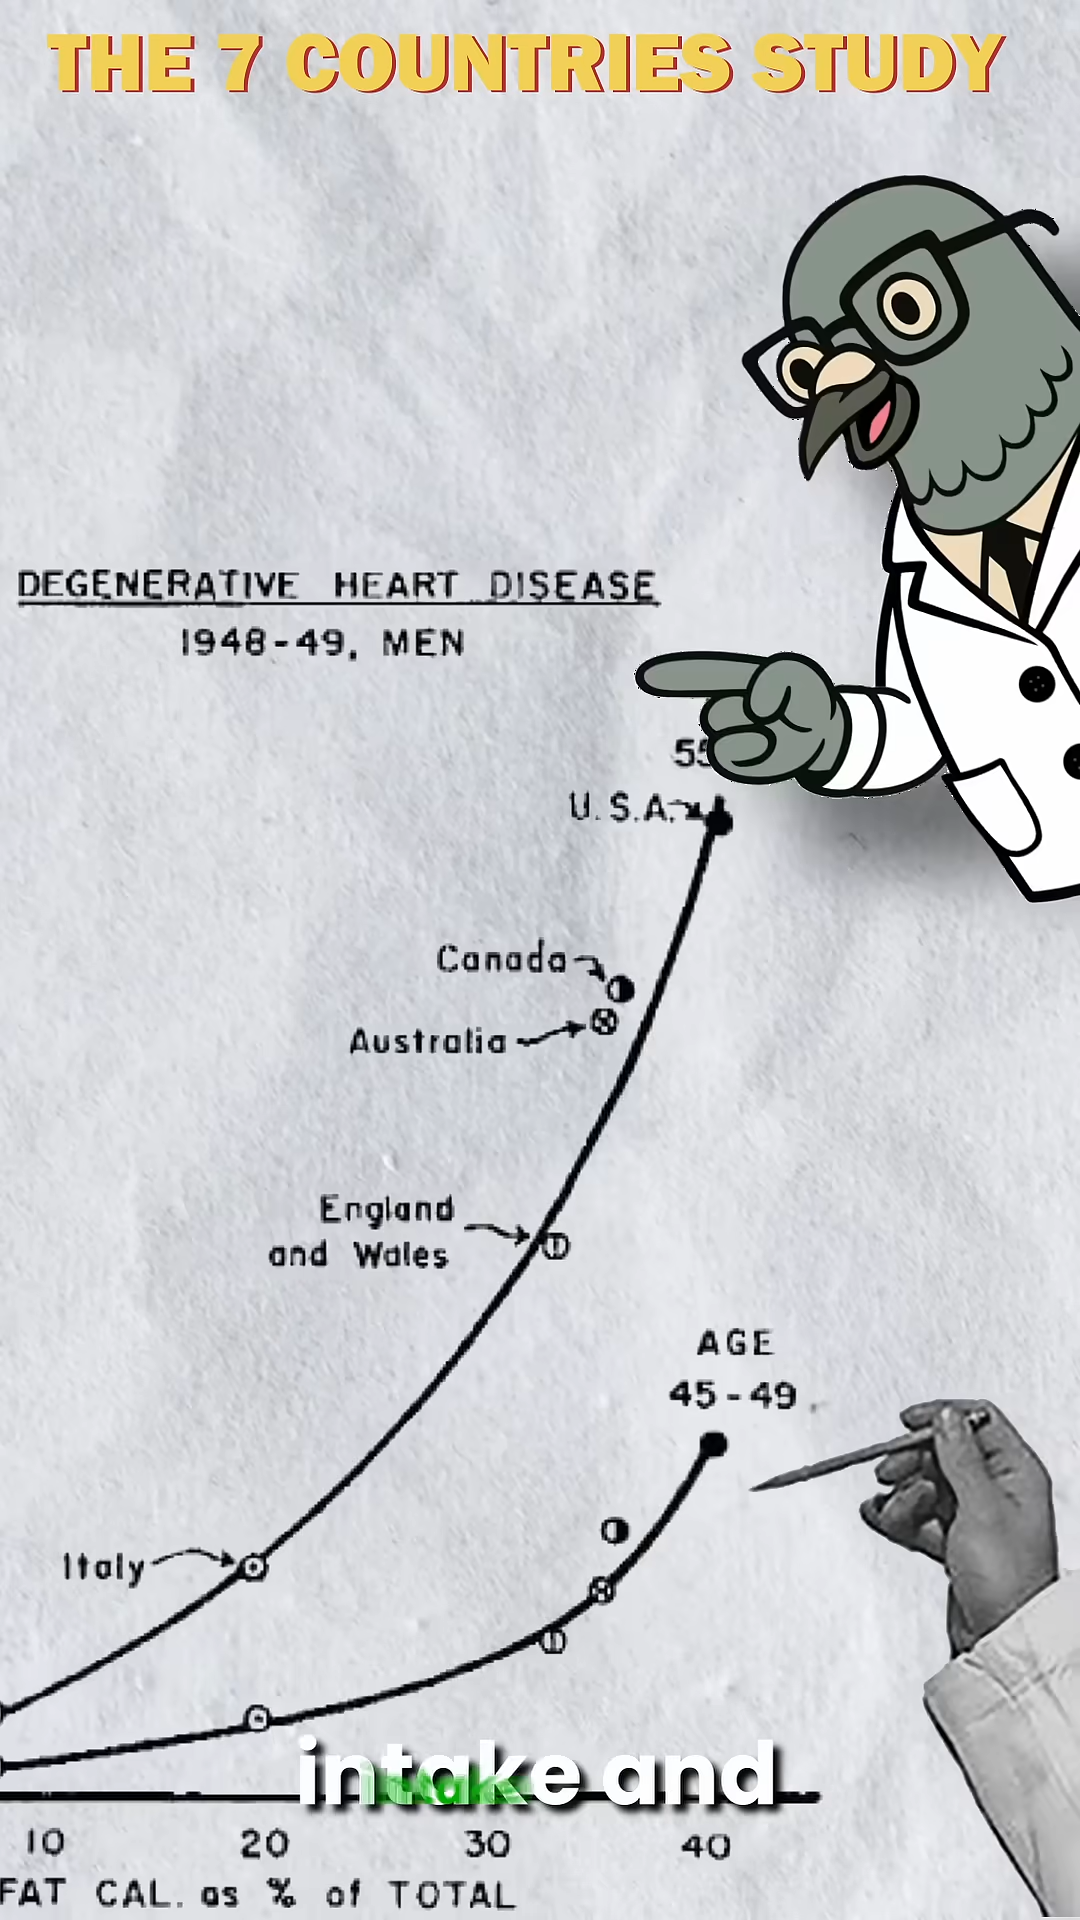 THE 7 COUNTRIES STUDY
DEGENERATIVE HEART DISEASE
1948-49, MEN
U.S.A.
Canada
Australia
England
and Wales
AGE
45-49
Italy
intake and
10 20 30 40
FAT CAL. as % of TOTAL